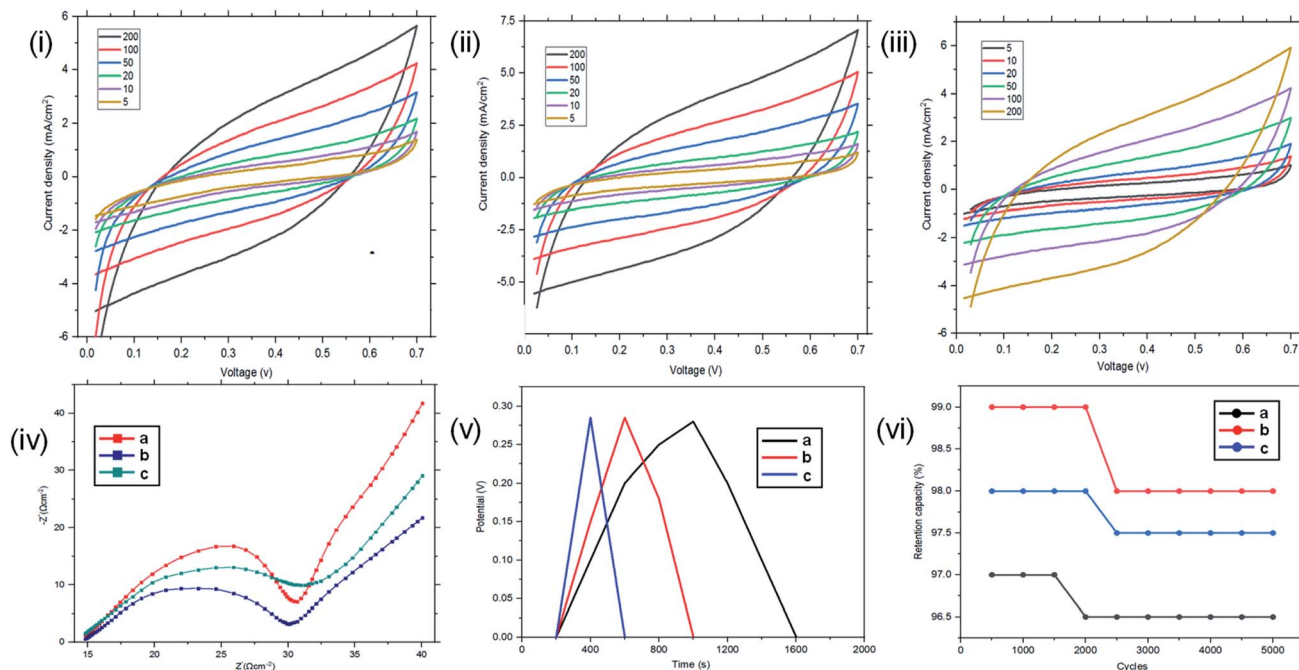 (i)
200
100
50
20
10
5
Current density (mA/cm²)
6
4
2
0
-2
-4
-6
0.0 0.1 0.2 0.3 0.4 0.5 0.6 0.7
Voltage (v)
(ii)
200
100
50
20
10
5
Current density (mA/cm²)
7.5
5.0
2.5
0.0
-2.5
-5.0
0.0 0.1 0.2 0.3 0.4 0.5 0.6 0.7
Voltage (V)
(iii)
5
10
20
50
100
200
Current density (mA/cm²)
6
4
2
0
-2
-4
-6
0.0 0.1 0.2 0.3 0.4 0.5 0.6 0.7
Voltage (v)
(iv)
a
b
c
-Z'(Ωcm⁻²)
40
30
20
10
0
15 20 25 30 35 40
Z'(Ωcm⁻²)
(v)
a
b
c
Potential (V)
0.30
0.25
0.20
0.15
0.10
0.05
0.00
0 200 400 600 800 1000 1200 1400 1600 1800 2000
Time (s)
(vi)
a
b
c
Retention capacity (%)
99.0
98.5
98.0
97.5
97.0
96.5
0 1000 2000 3000 4000 5000
Cycles